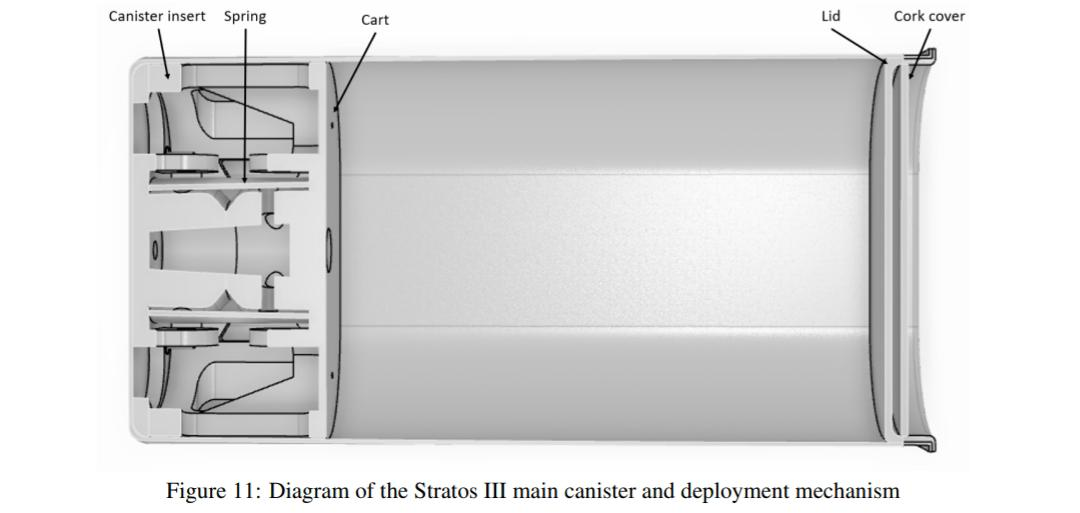 Canister insert Spring Cart Lid Cork cover
Figure 11: Diagram of the Stratos III main canister and deployment mechanism